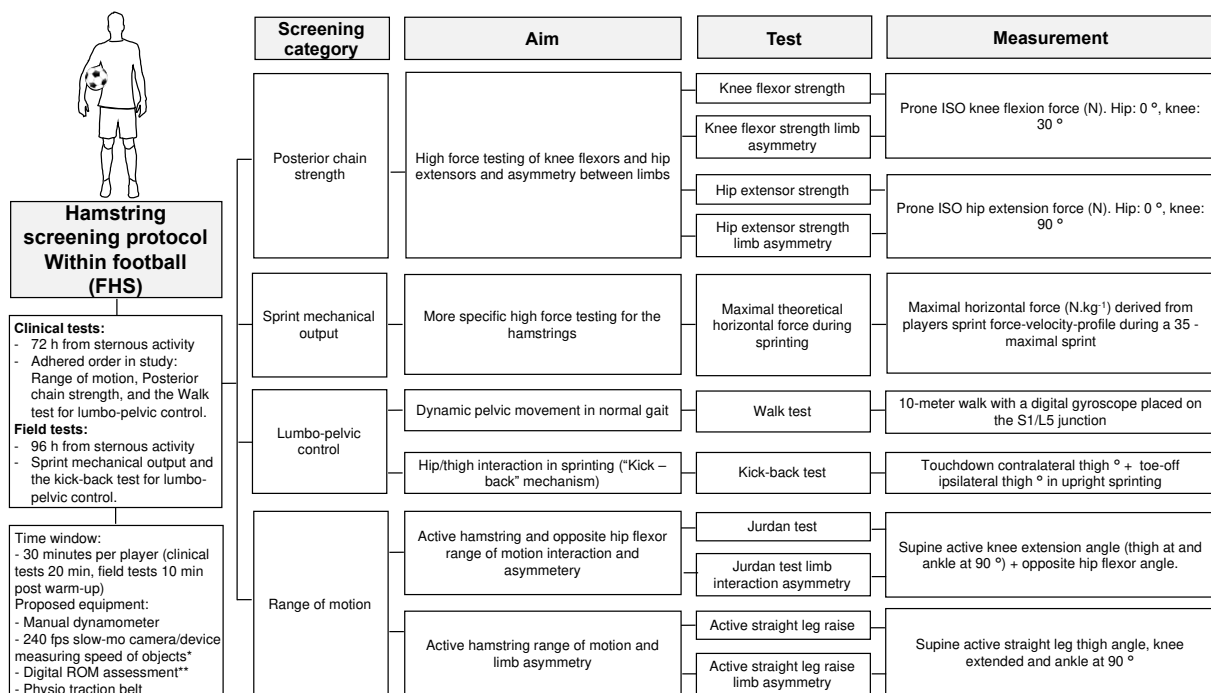 Screening
category
Aim
Test
Measurement
Hamstring
screening protocol
Within football
(FHS)
Clinical tests:
- 72 h from sternous activity
- Adhered order in study:
Range of motion, Posterior
chain strength, and the Walk
test for lumbo-pelvic control.
Field tests:
- 96 h from sternous activity
- Sprint mechanical output and
the kick-back test for lumbo-
pelvic control.
Time window:
- 30 minutes per player (clinical
tests 20 min, field tests 10 min
post warm-up)
Proposed equipment:
- Manual dynamometer
- 240 fps slow-mo camera/device
measuring speed of objects*
- Digital ROM assessment**
- Physio traction belt
Posterior chain
strength
High force testing of knee flexors and hip
extensors and asymmetry between limbs
Knee flexor strength
Knee flexor strength limb
asymmetry
Prone ISO knee flexion force (N). Hip: 0 º, knee:
30 º
Hip extensor strength
Hip extensor strength
limb asymmetry
Prone ISO hip extension force (N). Hip: 0 º, knee:
90 º
Sprint mechanical
output
More specific high force testing for the
hamstrings
Maximal theoretical
horizontal force during
sprinting
Maximal horizontal force (N.kg⁻¹) derived from
players sprint force-velocity-profile during a 35 -
maximal sprint
Lumbo-pelvic
control
Dynamic pelvic movement in normal gait
Walk test
10-meter walk with a digital gyroscope placed on
the S1/L5 junction
Hip/thigh interaction in sprinting (“Kick –
back” mechanism)
Kick-back test
Touchdown contralateral thigh º + toe-off
ipsilateral thigh º in upright sprinting
Range of motion
Active hamstring and opposite hip flexor
range of motion interaction and
asymmetery
Jurdan test
Jurdan test limb
interaction asymmetry
Supine active knee extension angle (thigh at and
ankle at 90 º) + opposite hip flexor angle.
Active hamstring range of motion and
limb asymmetry
Active straight leg raise
Active straight leg raise
limb asymmetry
Supine active straight leg thigh angle, knee
extended and ankle at 90 º